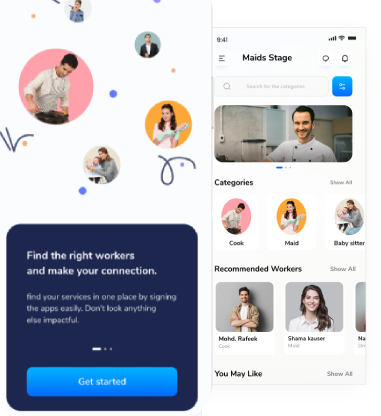 Find the right workers
and make your connection.
find your services in one place by signing
the apps easily. Don't look anything
else impactful.
Get started
9:41
Maids Stage
Search for the categories
Categories
Show All
Cook
Maid
Baby sitter
Recommended Workers
Show All
Mohd. Rafeek
Cook
Shama kauser
Maid
Na
You May Like
Show All